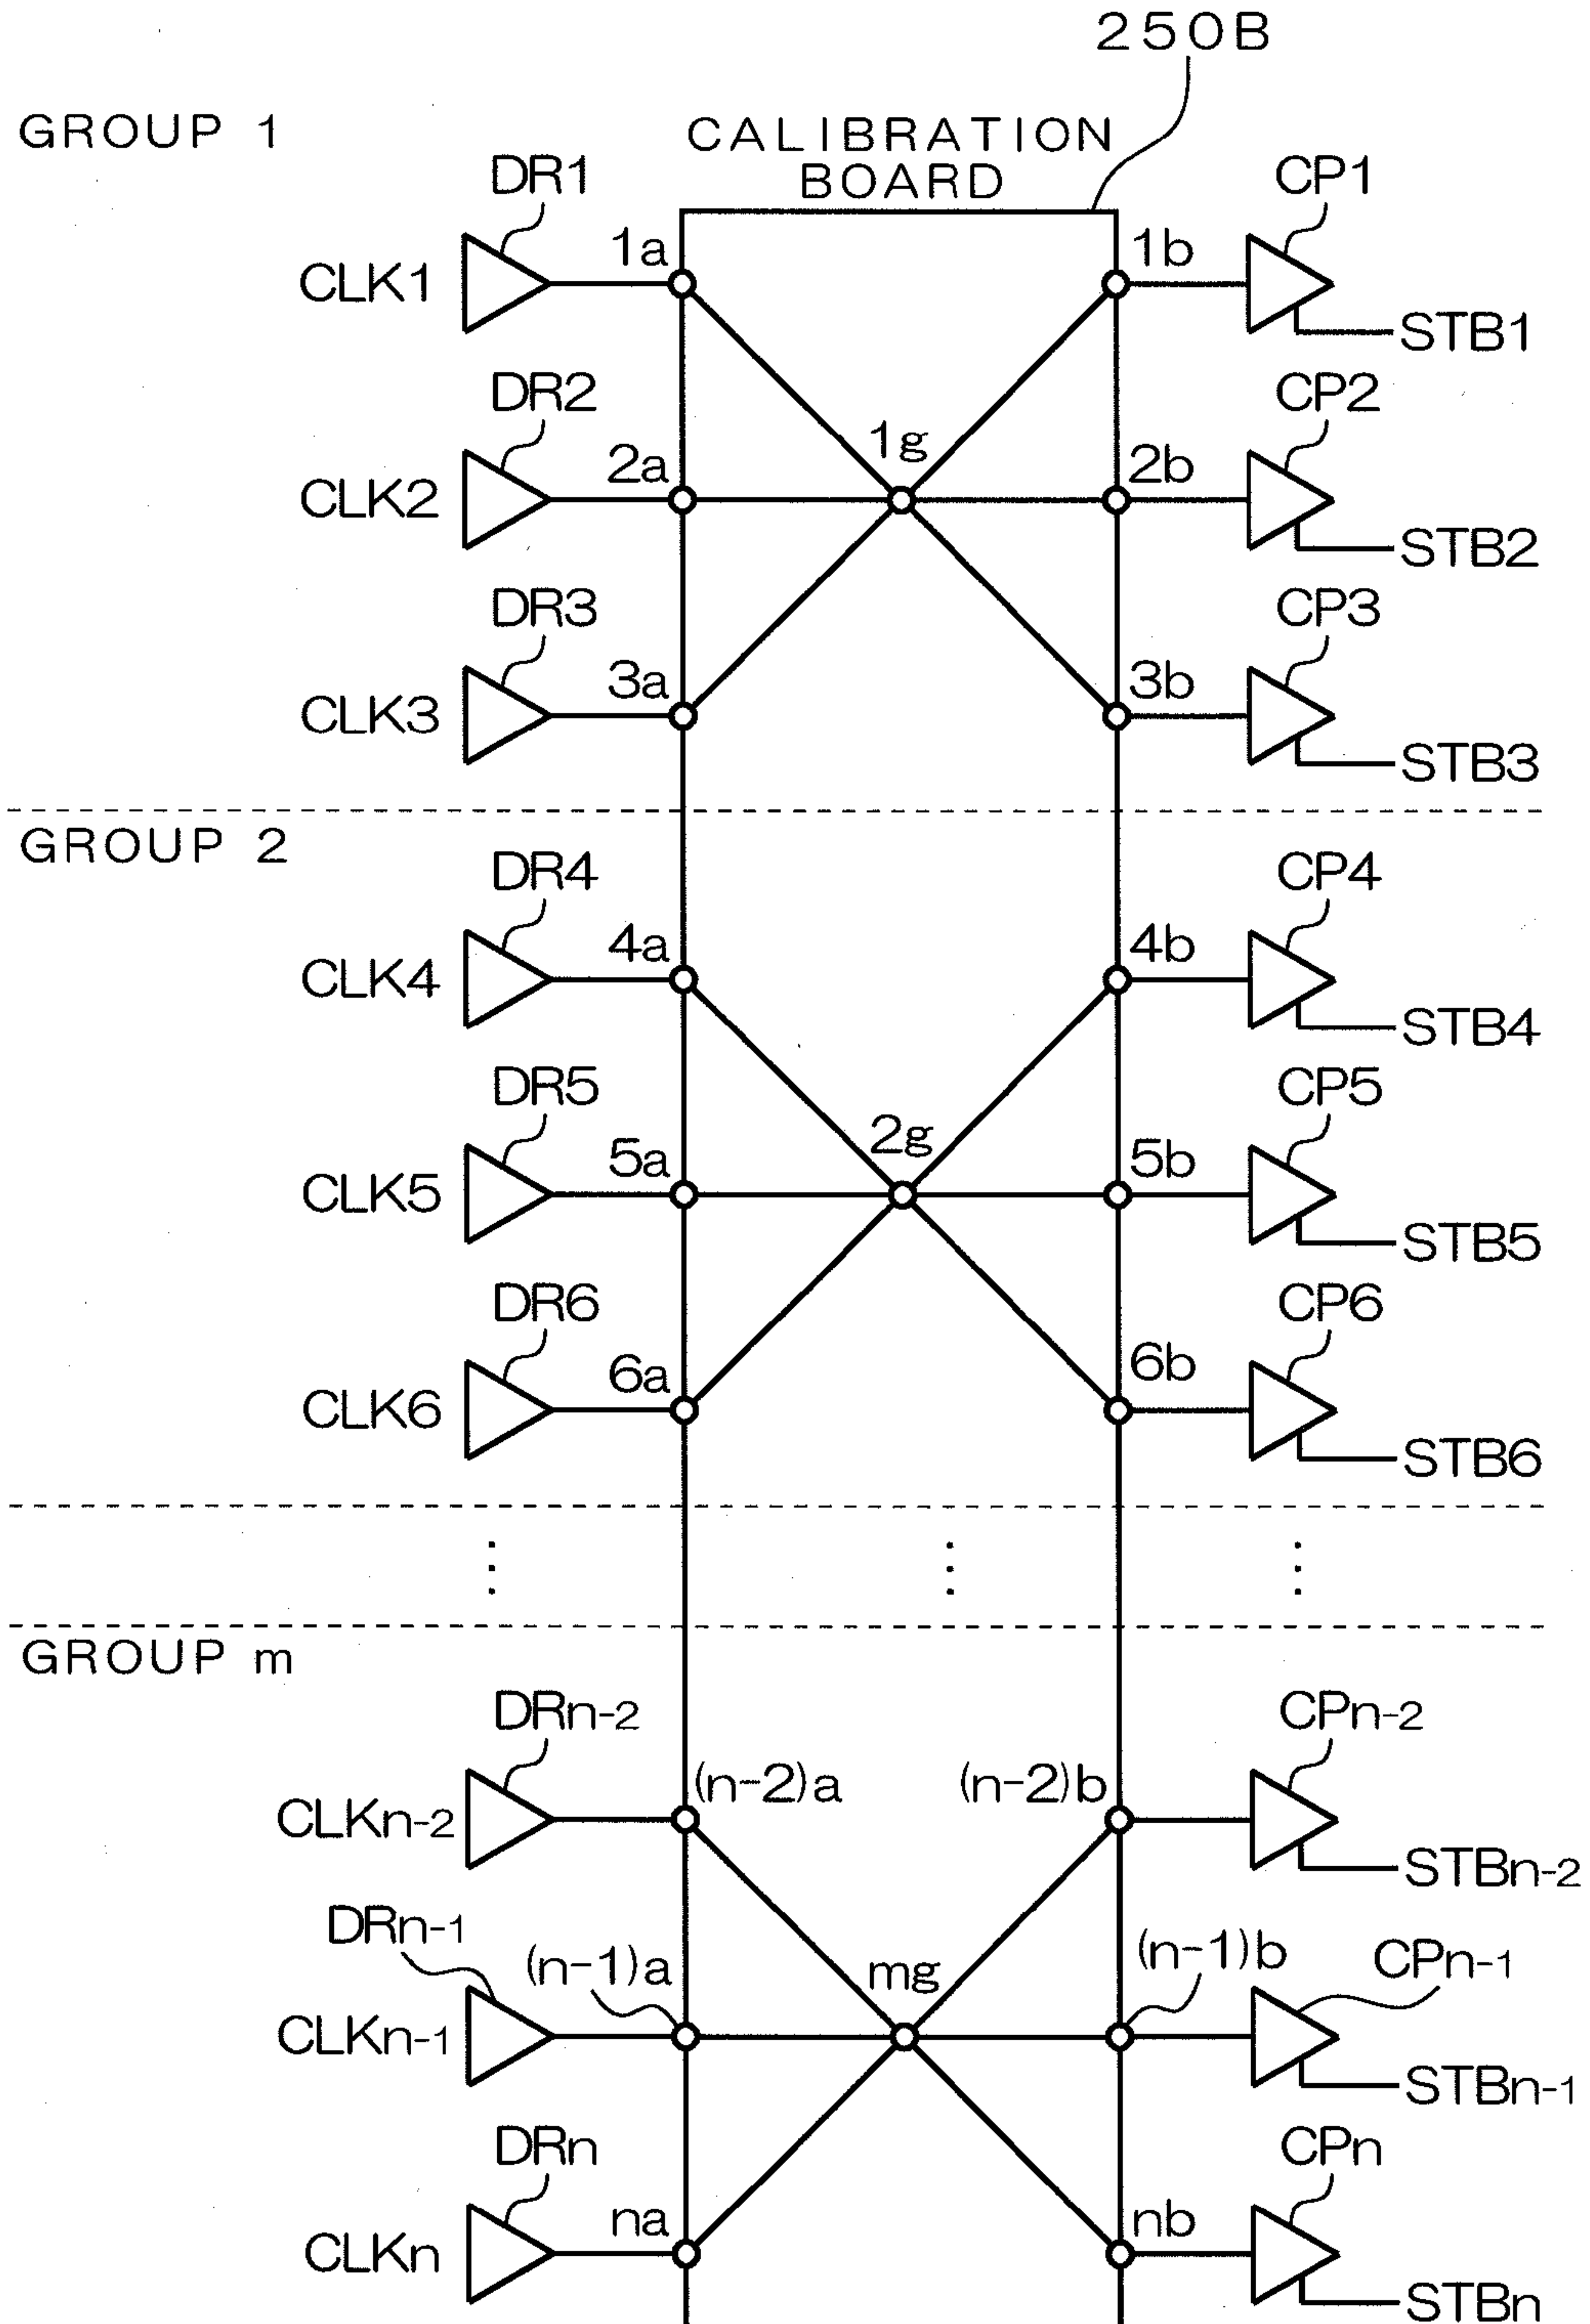 250B
GROUP 1
CALIBRATION
BOARD
DR1
CP1
1a
1b
CLK1
STB1
DR2
CP2
1g
2a
2b
CLK2
STB2
DR3
CP3
3a
3b
CLK3
STB3
GROUP 2
DR4
CP4
4a
4b
CLK4
STB4
DR5
CP5
2g
5a
5b
CLK5
STB5
DR6
CP6
6a
6b
CLK6
STB6
GROUP m
DRn-2
CPn-2
(n-2)a
(n-2)b
CLKn-2
STBn-2
DRn-1
(n-1)a
mg
(n-1)b
CPn-1
CLKn-1
STBn-1
DRn
CPn
na
nb
CLKn
STBn